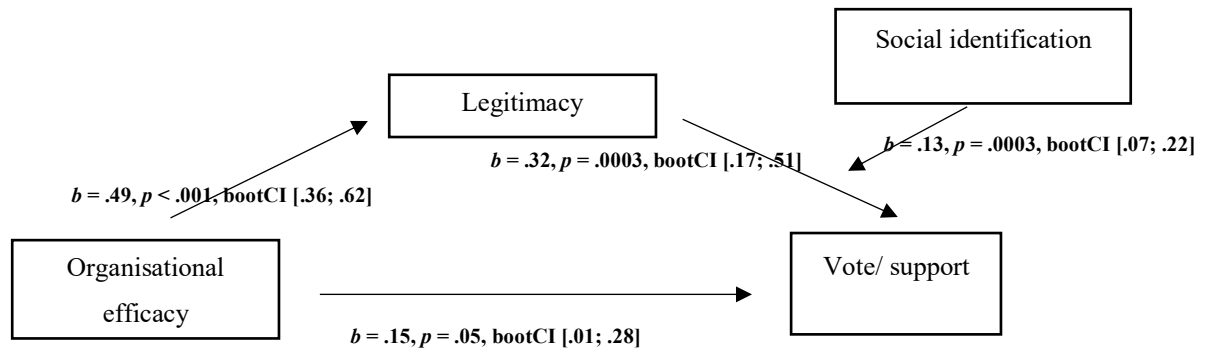 Social identification
Legitimacy
b = .32, p = .0003, bootCI [.17; .51]
b = .13, p = .0003, bootCI [.07; .22]
b = .49, p < .001, bootCI [.36; .62]
Organisational
efficacy
Vote/ support
b = .15, p = .05, bootCI [.01; .28]